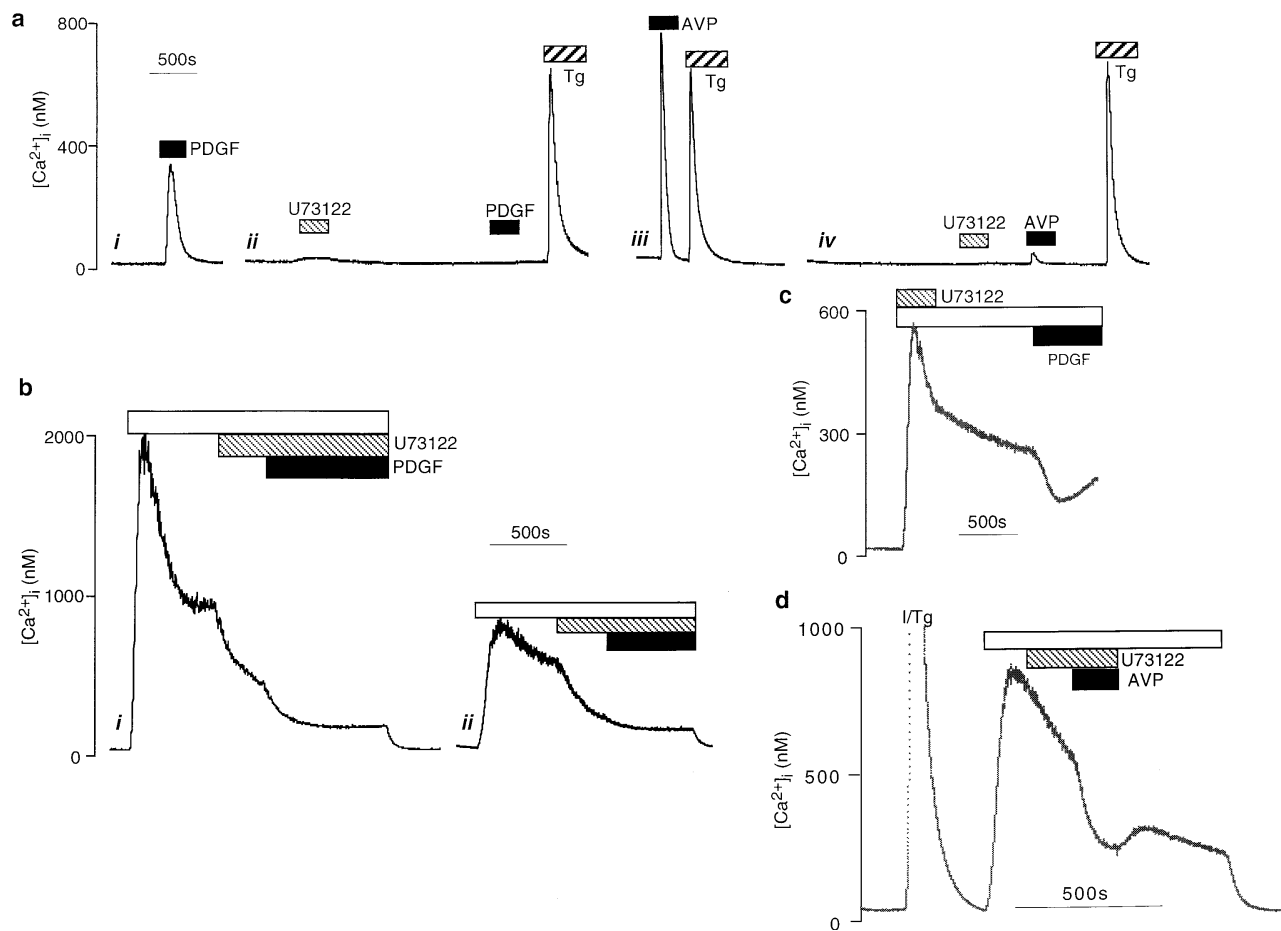 a
800
400
0
[Ca2+]i (nM)
500s
i
PDGF
ii
U73122
PDGF
Tg
iii
AVP
Tg
iv
U73122
AVP
Tg
b
2000
1000
0
[Ca2+]i (nM)
i
U73122
PDGF
500s
ii
c
600
300
0
[Ca2+]i (nM)
U73122
PDGF
500s
d
1000
500
0
[Ca2+]i (nM)
I/Tg
U73122
AVP
500s